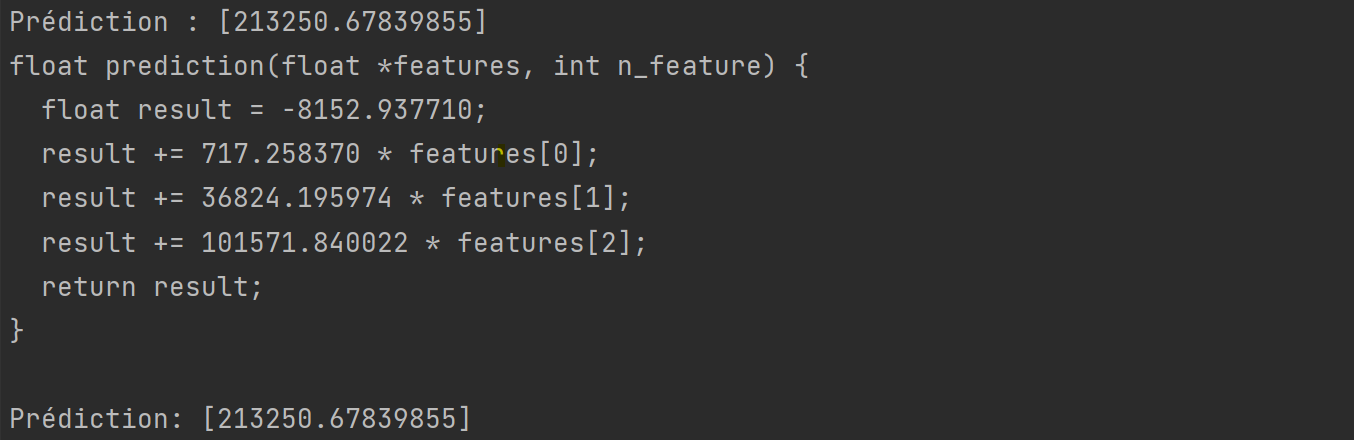 Prédiction : [213250.67839855]
float prediction(float *features, int n_feature) {
  float result = -8152.937710;
  result += 717.258370 * features[0];
  result += 36824.195974 * features[1];
  result += 101571.840022 * features[2];
  return result;
}
Prédiction: [213250.67839855]